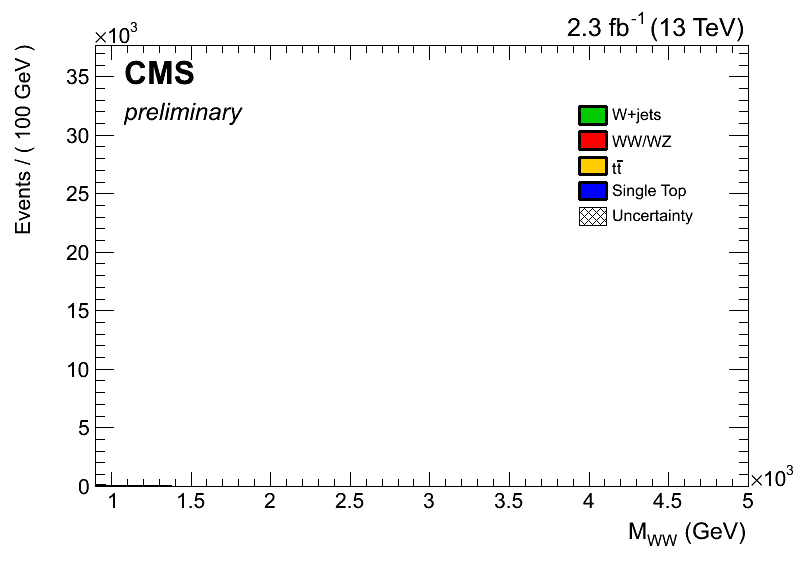 ×10³
2.3 fb⁻¹ (13 TeV)
CMS
preliminary
Events / ( 100 GeV )
35
30
25
20
15
10
5
0
W+jets
WW/WZ
tt̄
Single Top
Uncertainty
1 1.5 2 2.5 3 3.5 4 4.5 5
×10³
M_WW (GeV)